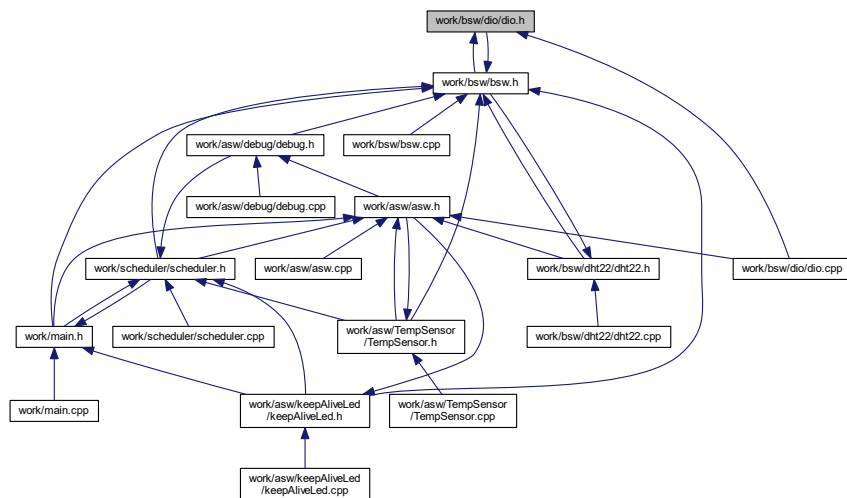 work/bsw/dio/dio.h
work/bsw/bsw.h
work/asw/debug/debug.h
work/bsw/bsw.cpp
work/asw/debug/debug.cpp
work/asw/asw.h
work/scheduler/scheduler.h
work/asw/asw.cpp
work/bsw/dht22/dht22.h
work/bsw/dio/dio.cpp
work/main.h
work/scheduler/scheduler.cpp
work/asw/TempSensor
/TempSensor.h
work/bsw/dht22/dht22.cpp
work/main.cpp
work/asw/keepAliveLed
/keepAliveLed.h
work/asw/TempSensor
/TempSensor.cpp
work/asw/keepAliveLed
/keepAliveLed.cpp